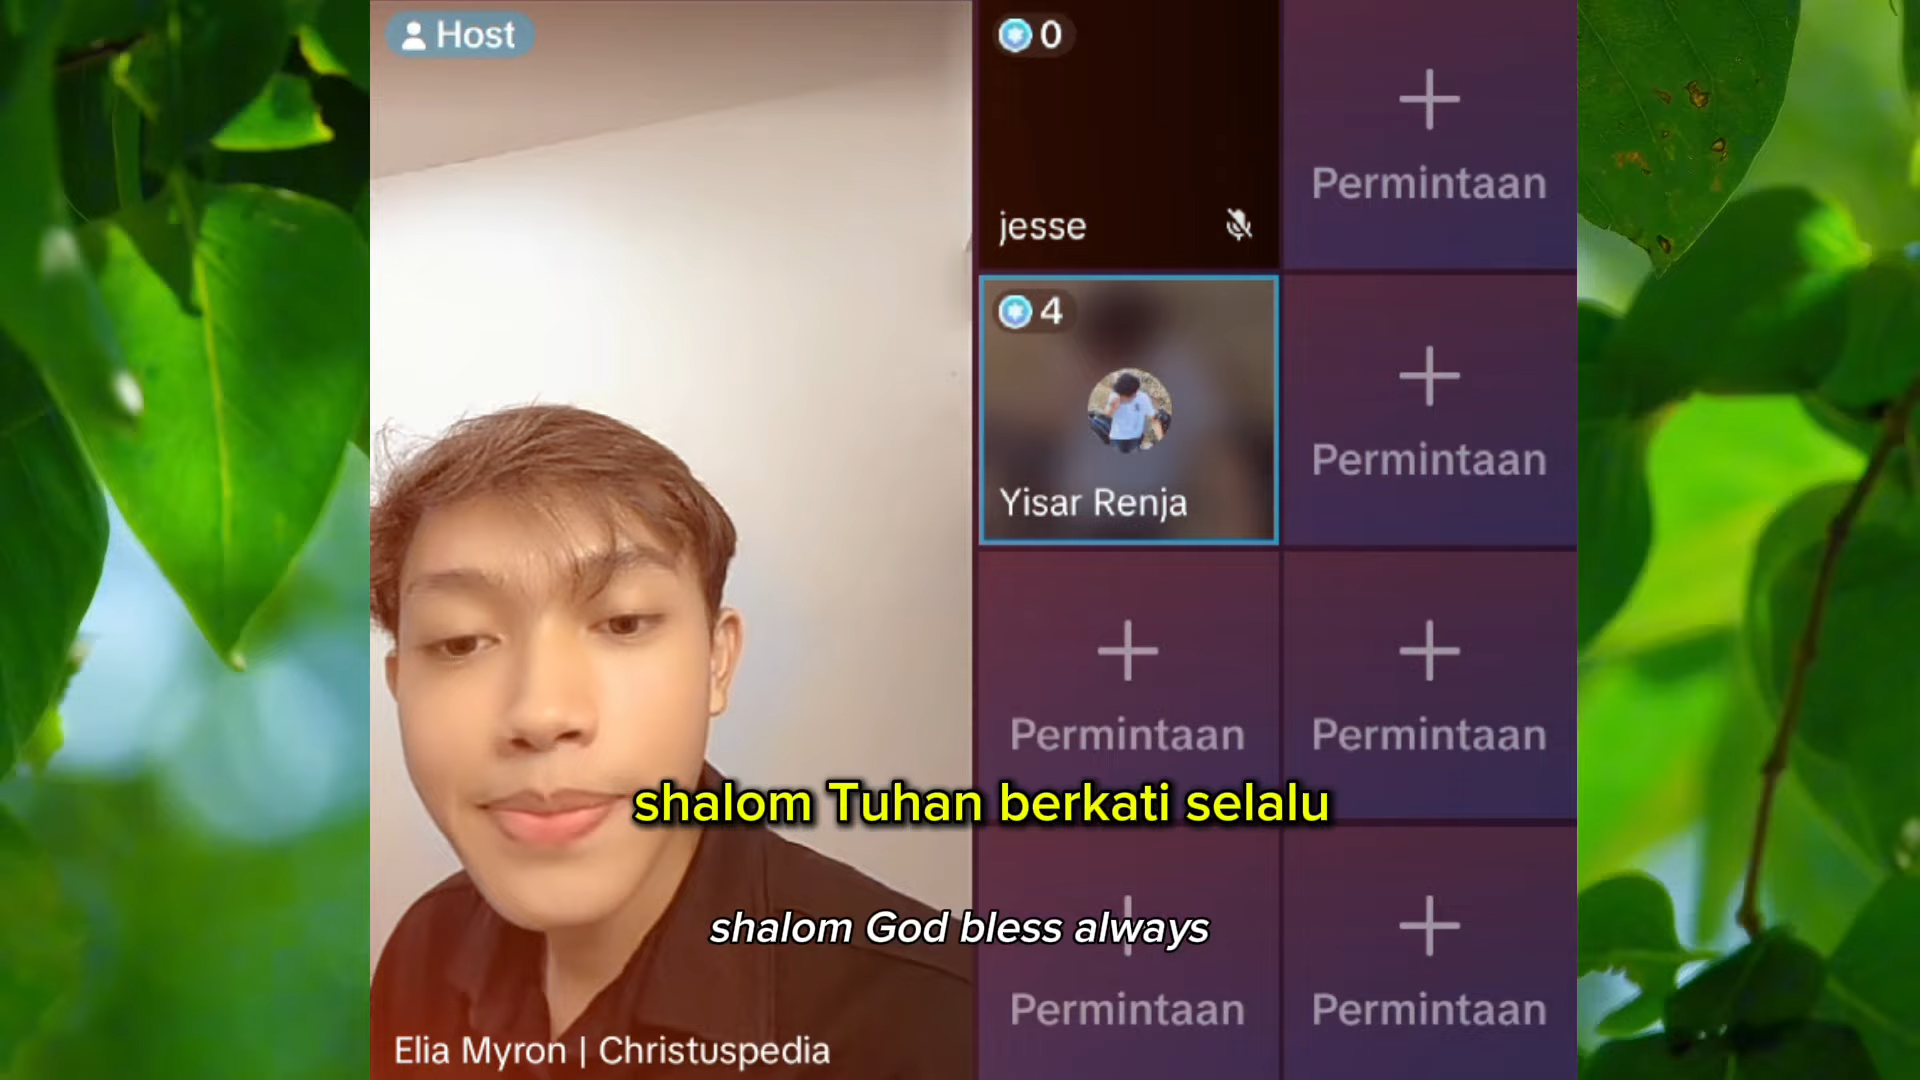 Host
0
jesse
Permintaan
4
Yisar Renja
Permintaan
Permintaan
Permintaan
shalom Tuhan berkati selalu
shalom God bless always
Permintaan
Permintaan
Elia Myron | Christuspedia